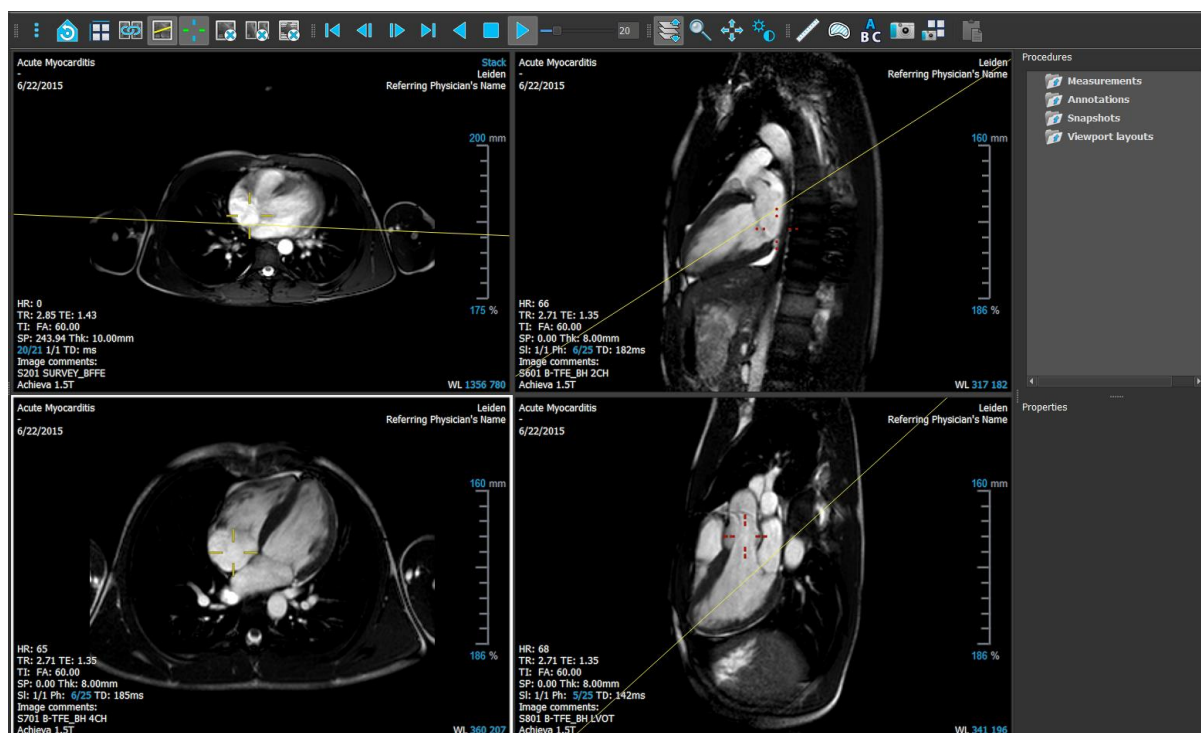 20
A
B C
Acute Myocarditis
-
6/22/2015
Stack
Leiden
Referring Physician's Name
200 mm
175 %
HR: 0
TR: 2.85 TE: 1.43
TI: FA: 60.00
SP: 243.94 Thk: 10.00mm
20/21 1/1 TD: ms
Image comments:
S201 SURVEY_BFFE
Achieva 1.5T
WL 1356 780
Acute Myocarditis
-
6/22/2015
Leiden
Referring Physician's Name
160 mm
186 %
HR: 66
TR: 2.71 TE: 1.35
TI: FA: 60.00
SP: 0.00 Thk: 8.00mm
Sl: 1/1 Ph: 6/25 TD: 182ms
Image comments:
S601 B-TFE_BH 2CH
Achieva 1.5T
WL 317 182
Procedures
Measurements
Annotations
Snapshots
Viewport layouts
Acute Myocarditis
-
6/22/2015
Leiden
Referring Physician's Name
160 mm
186 %
HR: 65
TR: 2.71 TE: 1.35
TI: FA: 60.00
SP: 0.00 Thk: 8.00mm
Sl: 1/1 Ph: 6/25 TD: 185ms
Image comments:
S701 B-TFE_BH 4CH
Achieva 1.5T
WL 360 207
Acute Myocarditis
-
6/22/2015
Leiden
Referring Physician's Name
160 mm
186 %
HR: 68
TR: 2.71 TE: 1.35
TI: FA: 60.00
SP: 0.00 Thk: 8.00mm
Sl: 1/1 Ph: 5/25 TD: 142ms
Image comments:
S801 B-TFE_BH LVOT
Achieva 1.5T
WL 341 196
Properties